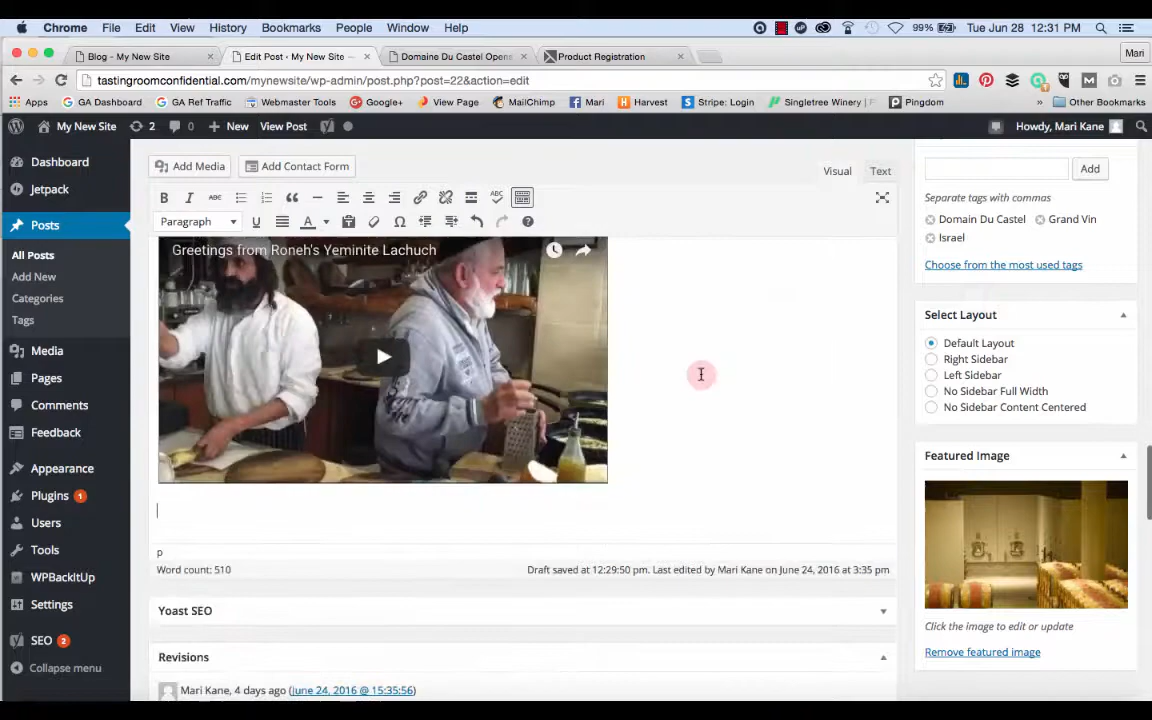 Chrome File Edit View History Bookmarks People Window Help 99% Tue Jun 28 12:31 PM
Blog - My New Site × Edit Post - My New Site — × Domaine Du Castel Opens × Product Registration × Mari
tastingroomconfidential.com/mynewsite/wp-admin/post.php?post=22&action=edit
Apps GA Dashboard GA Ref Traffic Webmaster Tools Google+ View Page MailChimp Mari Harvest Stripe: Login Singletree Winery | F Pingdom » Other Bookmarks
My New Site 2 0 + New View Post Howdy, Mari Kane
Dashboard
Jetpack
Posts
All Posts
Add New
Categories
Tags
Media
Pages
Comments
Feedback
Appearance
Plugins 1
Users
Tools
WPBackItUp
Settings
SEO 2
Collapse menu
Add Media Add Contact Form
Visual Text
B I ABC ABC
Paragraph U A Ω ?
Greetings from Roneh's Yeminite Lachuch
p
Word count: 510 Draft saved at 12:29:50 pm. Last edited by Mari Kane on June 24, 2016 at 3:35 pm
Yoast SEO
Revisions
Mari Kane, 4 days ago (june 24, 2016 @ 15:35:56)
Add
Separate tags with commas
Domain Du Castel Grand Vin
Israel
Choose from the most used tags
Select Layout
Default Layout
Right Sidebar
Left Sidebar
No Sidebar Full Width
No Sidebar Content Centered
Featured Image
Click the image to edit or update
Remove featured image